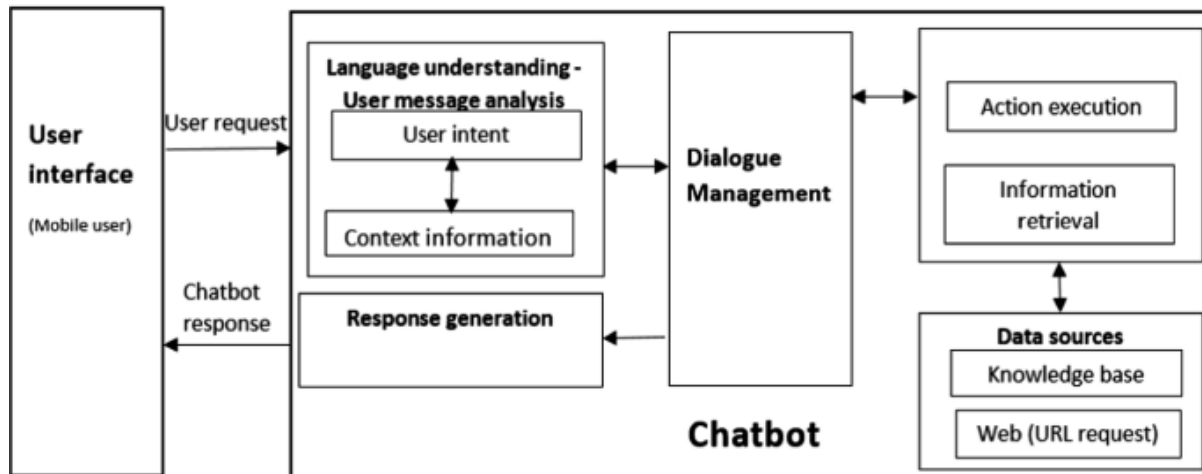 User
interface
(Mobile user)
User request
Chatbot
response
Language understanding -
User message analysis
User intent
Context information
Response generation
Dialogue
Management
Action execution
Information
retrieval
Data sources
Knowledge base
Web (URL request)
Chatbot